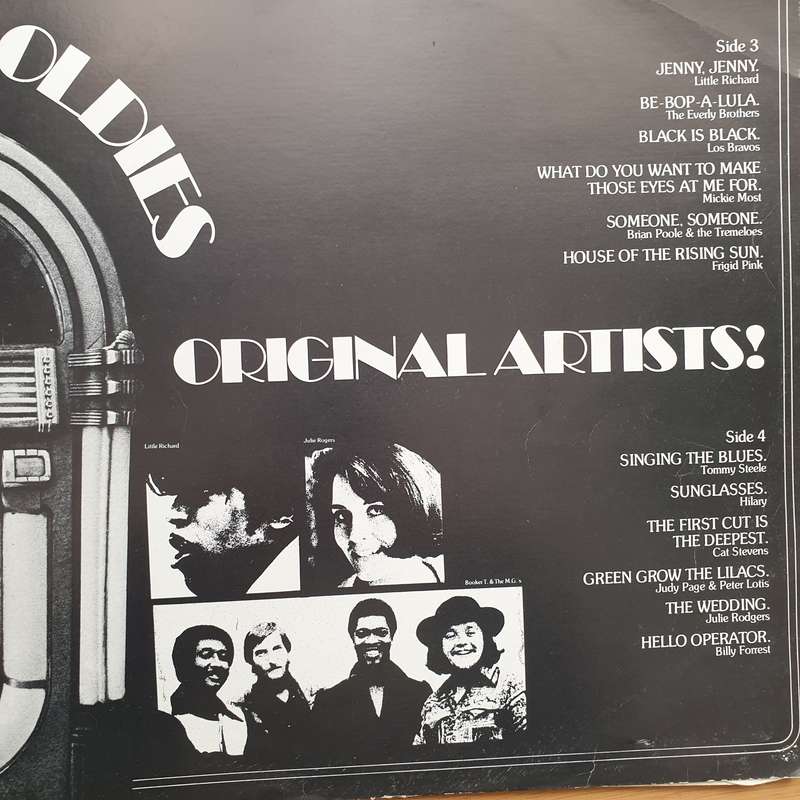 OLDIES
Side 3
JENNY, JENNY.
Little Richard
BE-BOP-A-LULA.
The Everly Brothers
BLACK IS BLACK.
Los Bravos
WHAT DO YOU WANT TO MAKE
THOSE EYES AT ME FOR.
Mickie Most
SOMEONE, SOMEONE.
Brian Poole & the Tremeloes
HOUSE OF THE RISING SUN.
Frigid Pink
ORIGINAL ARTISTS!
Little Richard
Julie Rogers
Booker T. & The M.G.'s
Side 4
SINGING THE BLUES.
Tommy Steele
SUNGLASSES.
Hilary
THE FIRST CUT IS
THE DEEPEST.
Cat Stevens
GREEN GROW THE LILACS.
Judy Page & Peter Lotis
THE WEDDING.
Julie Rodgers
HELLO OPERATOR.
Billy Forrest